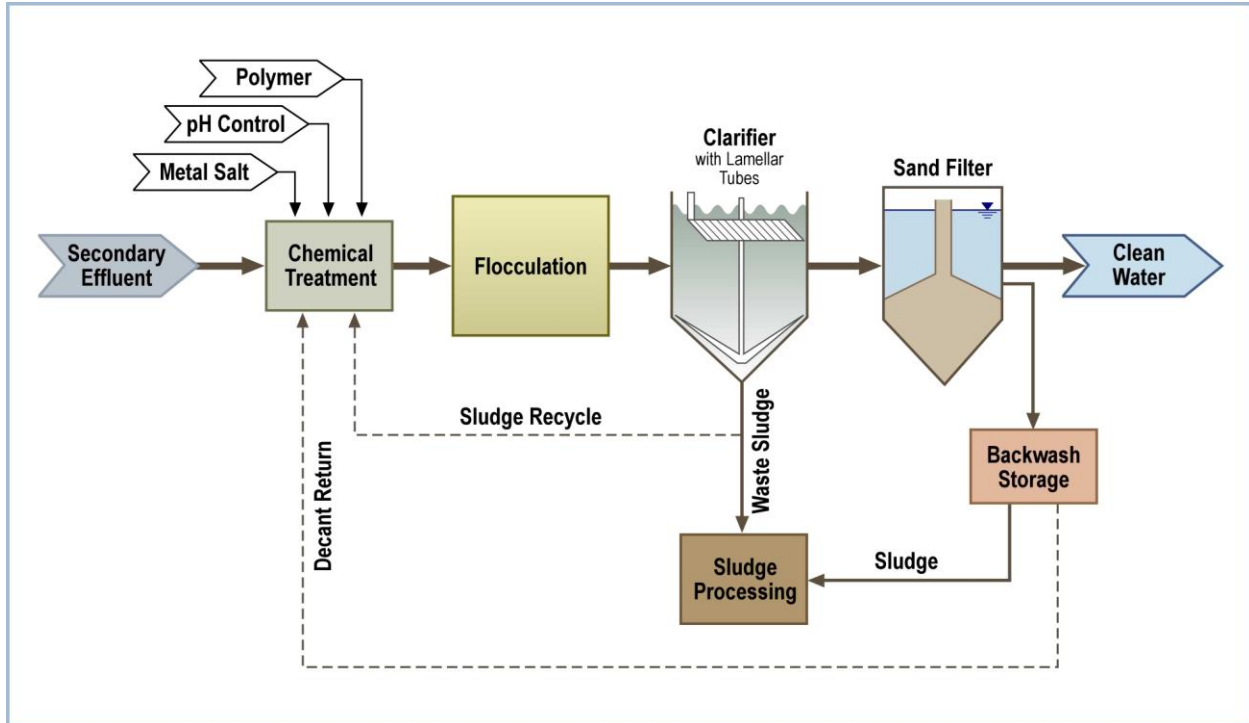 Polymer
pH Control
Metal Salt
Secondary
Effluent
Chemical
Treatment
Flocculation
Clarifier
with Lamellar
Tubes
Sand Filter
Clean
Water
Sludge Recycle
Decant Return
Waste Sludge
Backwash
Storage
Sludge
Processing
Sludge